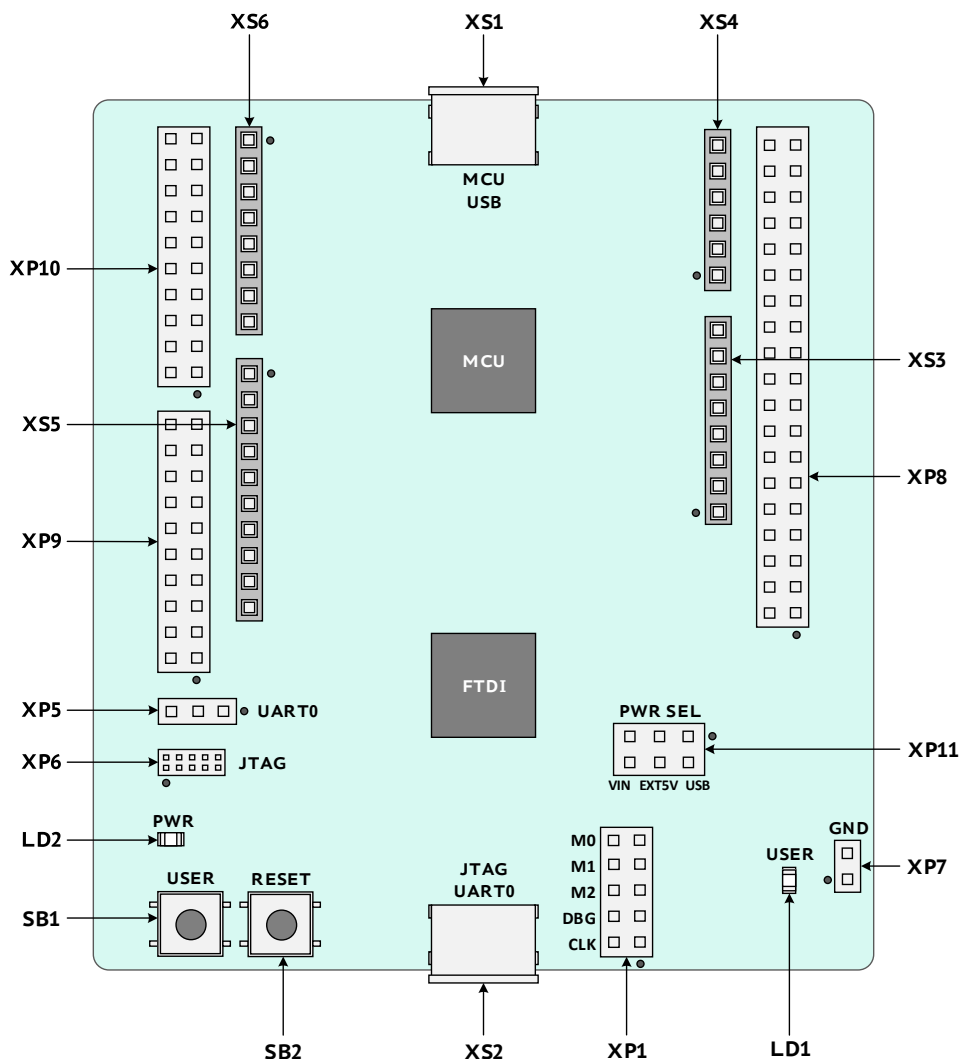 XS6 XS1 XS4
MCU
USB
XP10
MCU
XS3
XS5
XP8
XP9
FTDI
XP5 UART0
PWR SEL
XP11
XP6 JTAG
VIN EXT5V USB
PWR
LD2
GND
M0
USER
JTAG
UART0
M1
XP7
USER RESET
M2
SB1
DBG
CLK
SB2 XS2 XP1 LD1